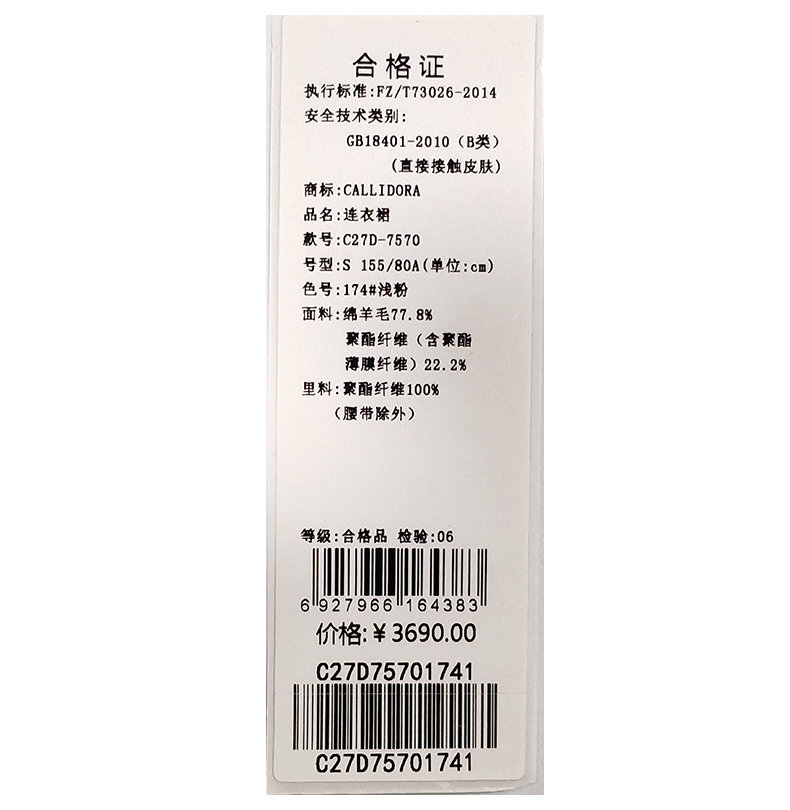 合格证
执行标准:FZ/T73026-2014
安全技术类别:
GB18401-2010（B类）
(直接接触皮肤)
商标:CALLIDORA
品名:连衣裙
款号:C27D-7570
号型:S 155/80A(单位:cm)
色号:174#浅粉
面料:绵羊毛77.8%
聚酯纤维（含聚酯
薄膜纤维）22.2%
里料:聚酯纤维100%
（腰带除外）
等级:合格品 检验:06
6 927966 164383
价格:￥3690.00
C27D75701741
C27D75701741